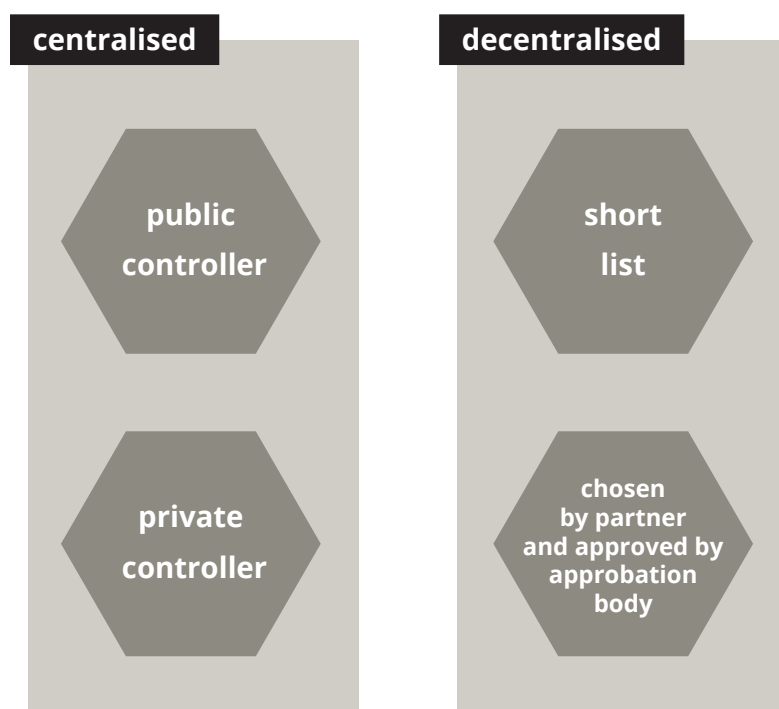 centralised
public
controller
private
controller
decentralised
short
list
chosen
by partner
and approved by
approbation
body